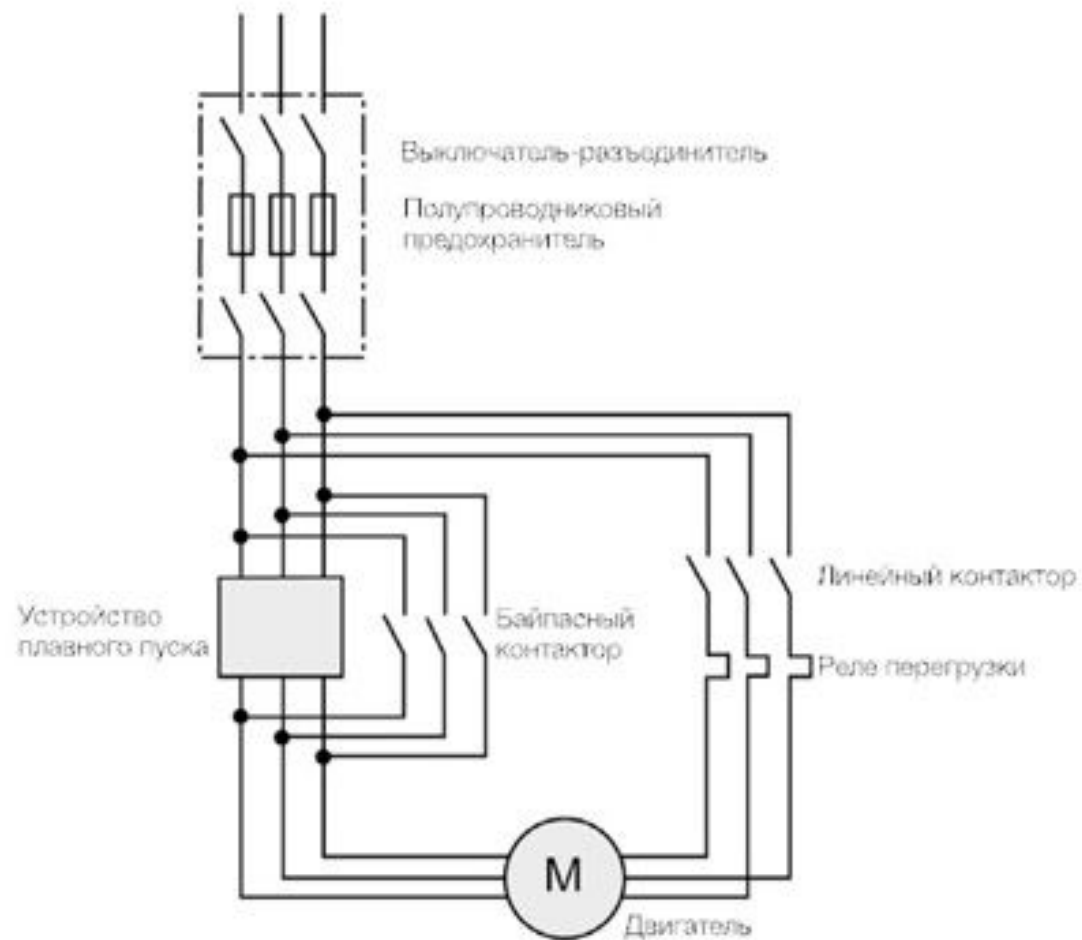 Выключатель-разъединитель
Полупроводниковый
предохранитель
Линейный контактор
Устройство
плавного пуска
Байпасный
контактор
Реле перегрузки
M
Двигатель